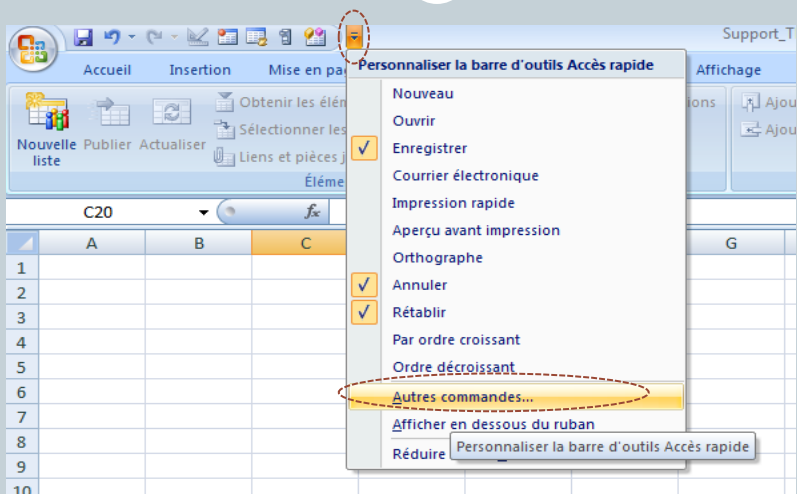 Support_T
Accueil Insertion Mise en pa Affichage
Personnaliser la barre d'outils Accès rapide
Nouveau
Ouvrir
Enregistrer
Courrier électronique
Impression rapide
Aperçu avant impression
Orthographe
Annuler
Rétablir
Par ordre croissant
Ordre décroissant
Autres commandes...
Afficher en dessous du ruban
Réduire
Personnaliser la barre d'outils Accès rapide
Nouvelle liste
Publier
Actualiser
Obtenir les élém
Sélectionner les
Liens et pièces j
Éléme
ions
Ajou
Ajou
C20 fx
A B C G
1
2
3
4
5
6
7
8
9
10